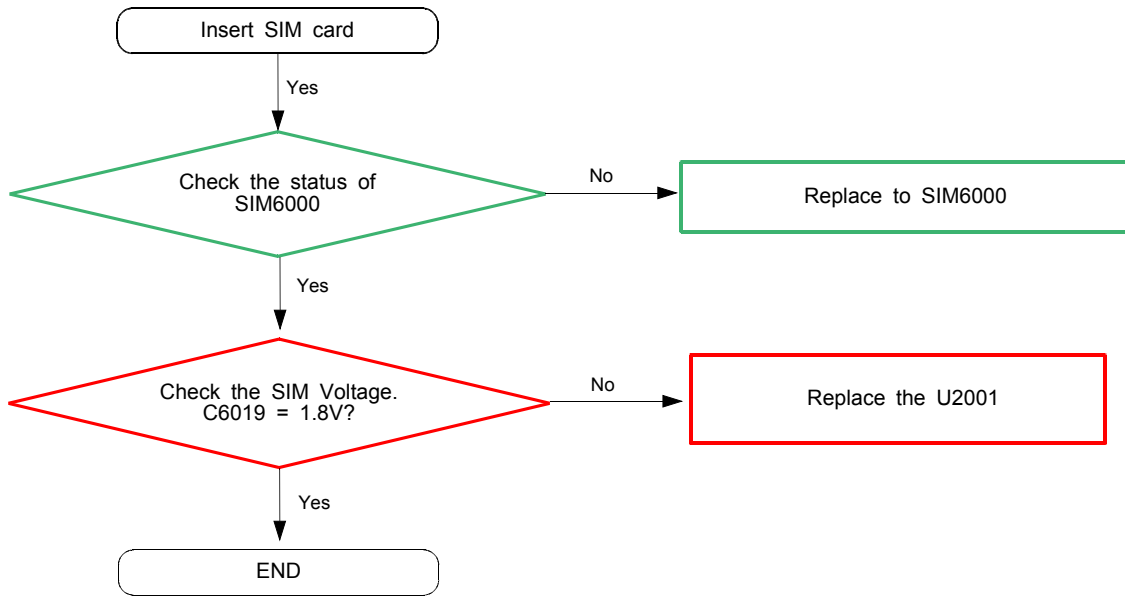 Insert SIM card
Yes
Check the status of
SIM6000
No
Replace to SIM6000
Yes
Check the SIM Voltage.
C6019 = 1.8V?
No
Replace the U2001
Yes
END